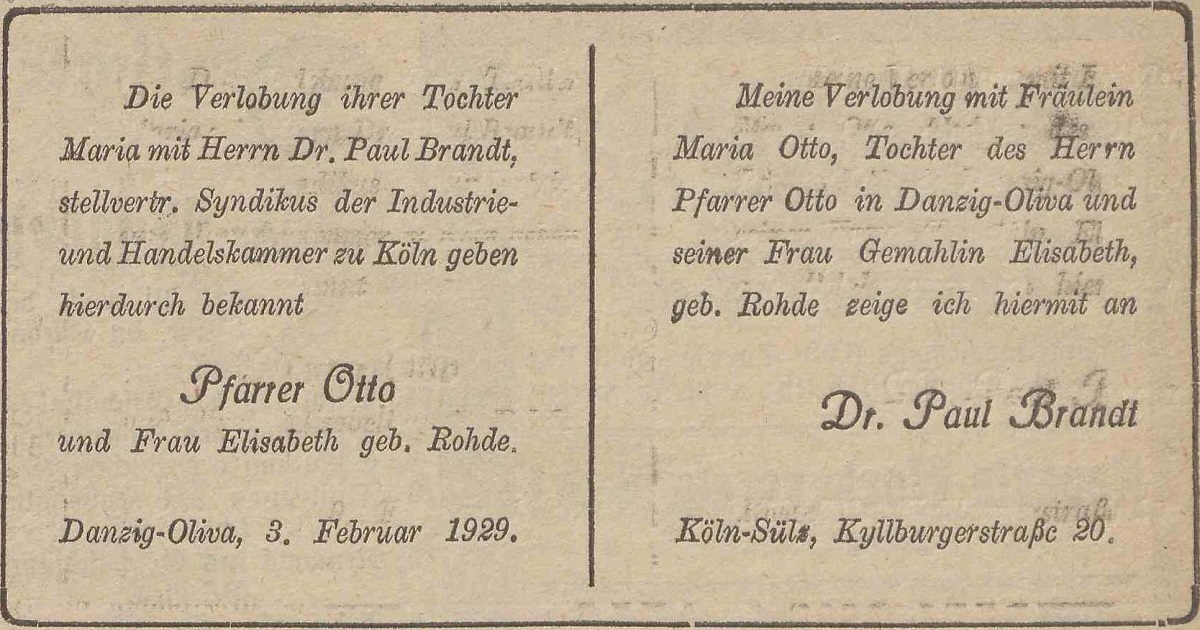 Die Verlobung ihrer Tochter
Maria mit Herrn Dr. Paul Brandt,
stellvertr. Syndikus der Industrie-
und Handelskammer zu Köln geben
hierdurch bekannt
Pfarrer Otto
und Frau Elisabeth geb. Rohde.
Danzig-Oliva, 3. Februar 1929.
Meine Verlobung mit Fräulein
Maria Otto, Tochter des Herrn
Pfarrer Otto in Danzig-Oliva und
seiner Frau Gemahlin Elisabeth,
geb. Rohde zeige ich hiermit an
Dr. Paul Brandt
Köln-Sülz, Kyllburgerstraße 20.